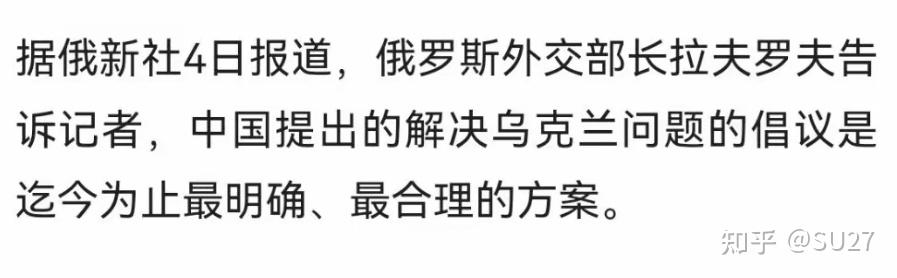 据俄新社4日报道，俄罗斯外交部长拉夫罗夫告
诉记者，中国提出的解决乌克兰问题的倡议是
迄今为止最明确、最合理的方案。
知乎 @SU27